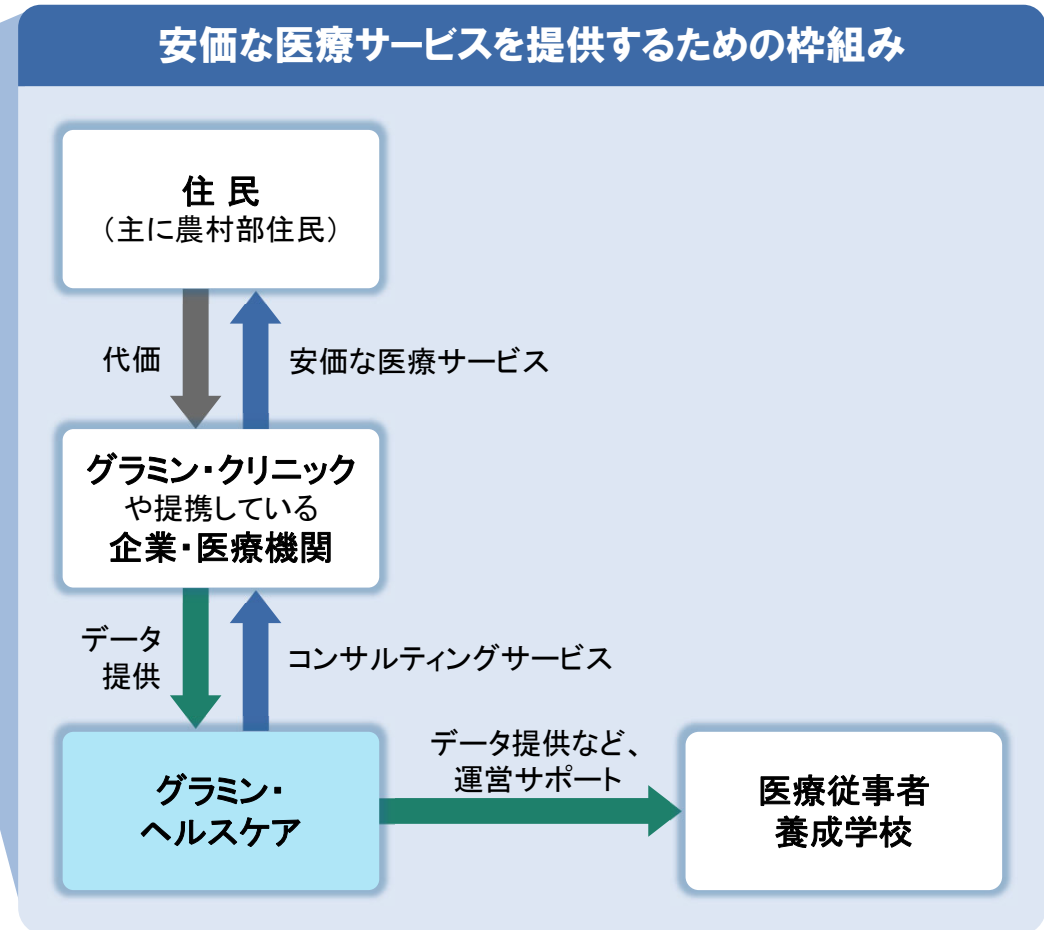 安価な医療サービスを提供するための枠組み
住 民
（主に農村部住民）
代価
安価な医療サービス
グラミン・クリニック
や提携している
企業・医療機関
データ
提供
コンサルティングサービス
グラミン・
ヘルスケア
データ提供など、
運営サポート
医療従事者
養成学校